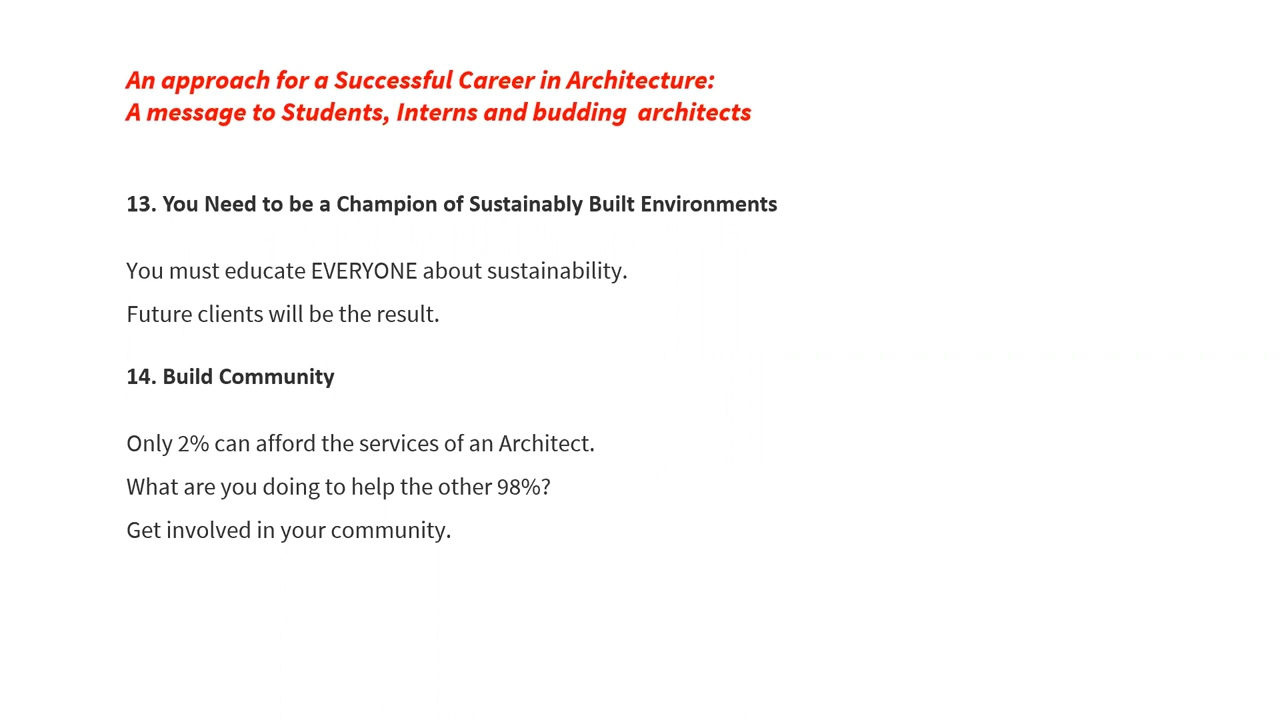 An approach for a Successful Career in Architecture:
A message to Students, Interns and budding  architects
13. You Need to be a Champion of Sustainably Built Environments
You must educate EVERYONE about sustainability.
Future clients will be the result.
14. Build Community
Only 2% can afford the services of an Architect.
What are you doing to help the other 98%?
Get involved in your community.